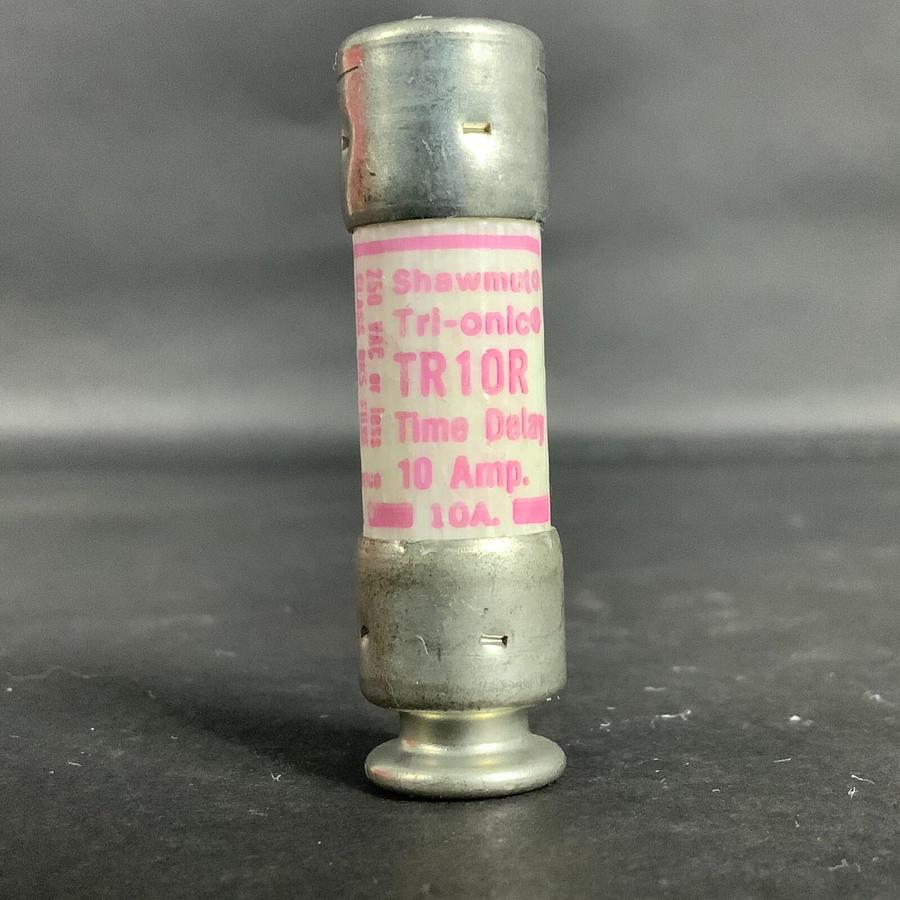 Shawmut®
Tri-onic®
TR10R
Time Delay
10 Amp.
10A.
250 VAC or less